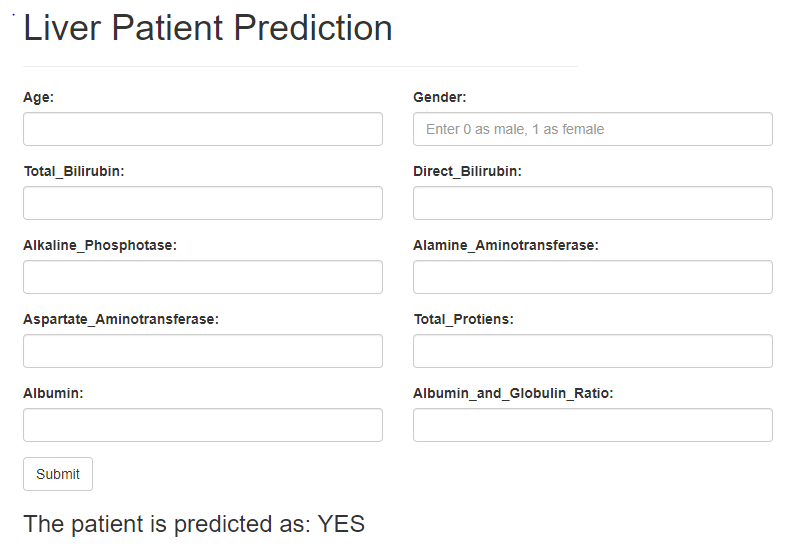 Liver Patient Prediction
Age:
Gender:
Enter 0 as male, 1 as female
Total_Bilirubin:
Direct_Bilirubin:
Alkaline_Phosphotase:
Alamine_Aminotransferase:
Aspartate_Aminotransferase:
Total_Protiens:
Albumin:
Albumin_and_Globulin_Ratio:
Submit
The patient is predicted as: YES